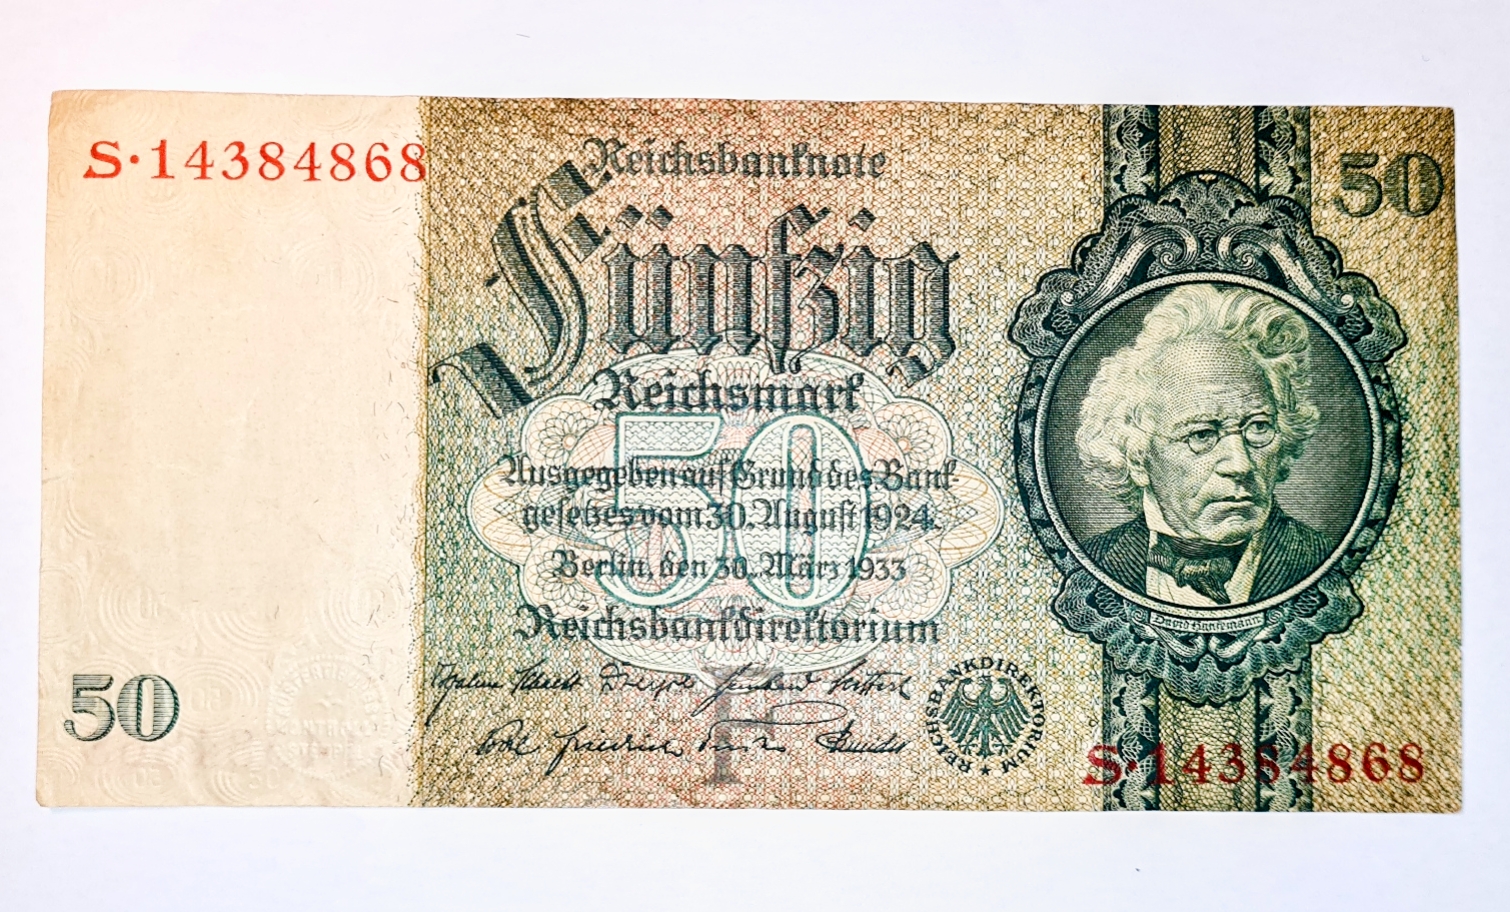 S·14384868
Reichsbanknote
50
Fünfzig
Reichsmark
50
Ausgegeben auf Grund des Bank-
gesetzes vom 30. August 1924.
Berlin, den 30. März 1933
Reichsbankdirektorium
David Hansemann
REICHSBANKDIREKTORIUM
F
50
S·14384868